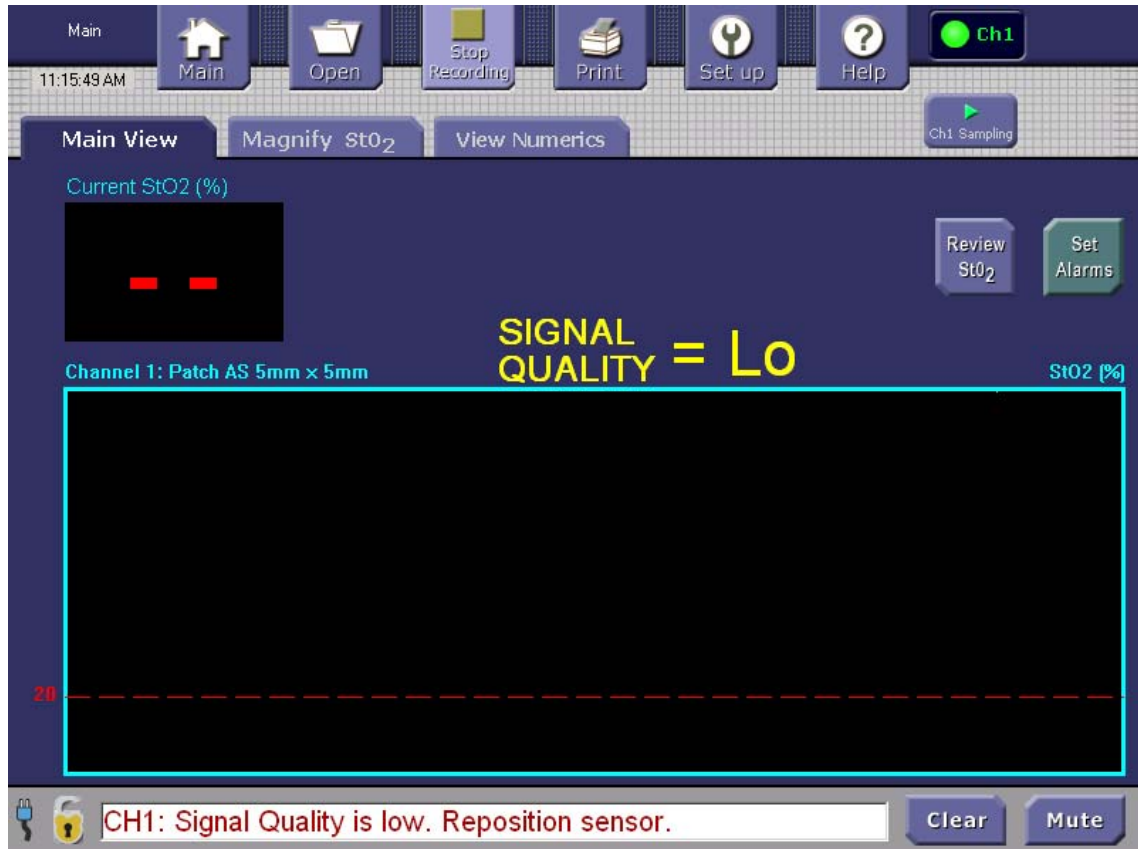 Main
11:15:49 AM
Main
Open
Stop
Recording
Print
Set up
Help
Ch1
Ch1 Sampling
Main View
Magnify StO2
View Numerics
Current StO2 (%)
- -
Review
StO2
Set
Alarms
SIGNAL
QUALITY = Lo
Channel 1: Patch AS 5mm x 5mm
StO2 (%)
20
CH1: Signal Quality is low. Reposition sensor.
Clear
Mute